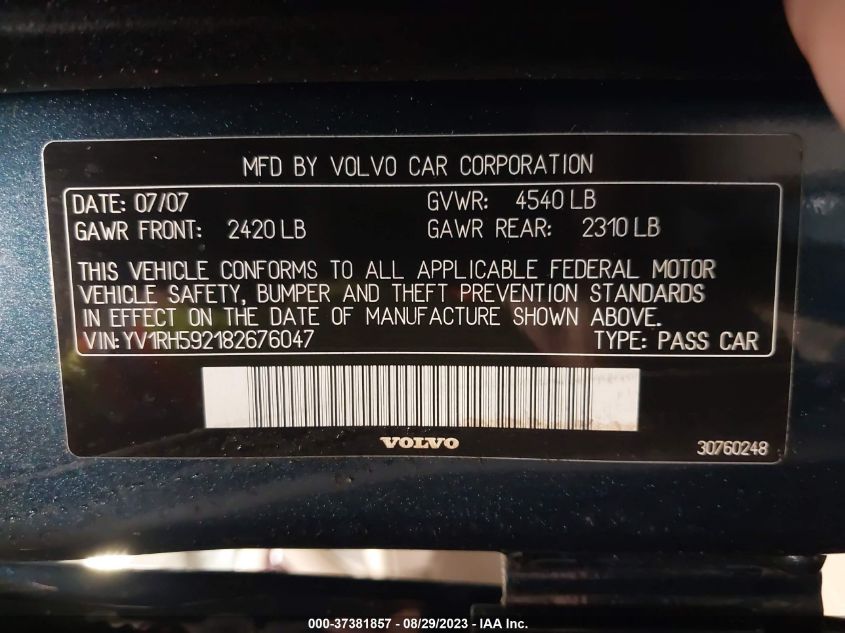 MFD BY VOLVO CAR CORPORATION
DATE: 07/07 GVWR: 4540 LB
GAWR FRONT: 2420 LB GAWR REAR: 2310 LB
THIS VEHICLE CONFORMS TO ALL APPLICABLE FEDERAL MOTOR
VEHICLE SAFETY, BUMPER AND THEFT PREVENTION STANDARDS
IN EFFECT ON THE DATE OF MANUFACTURE SHOWN ABOVE.
VIN:YV1RH592182676047 TYPE: PASS CAR
VOLVO
30760248
000-37381857 - 08/29/2023 - © IAA Inc.